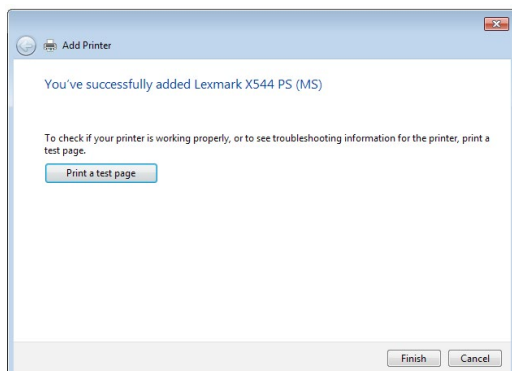 Add Printer
You've successfully added Lexmark X544 PS (MS)
To check if your printer is working properly, or to see troubleshooting information for the printer, print a
test page.
Print a test page
Finish Cancel